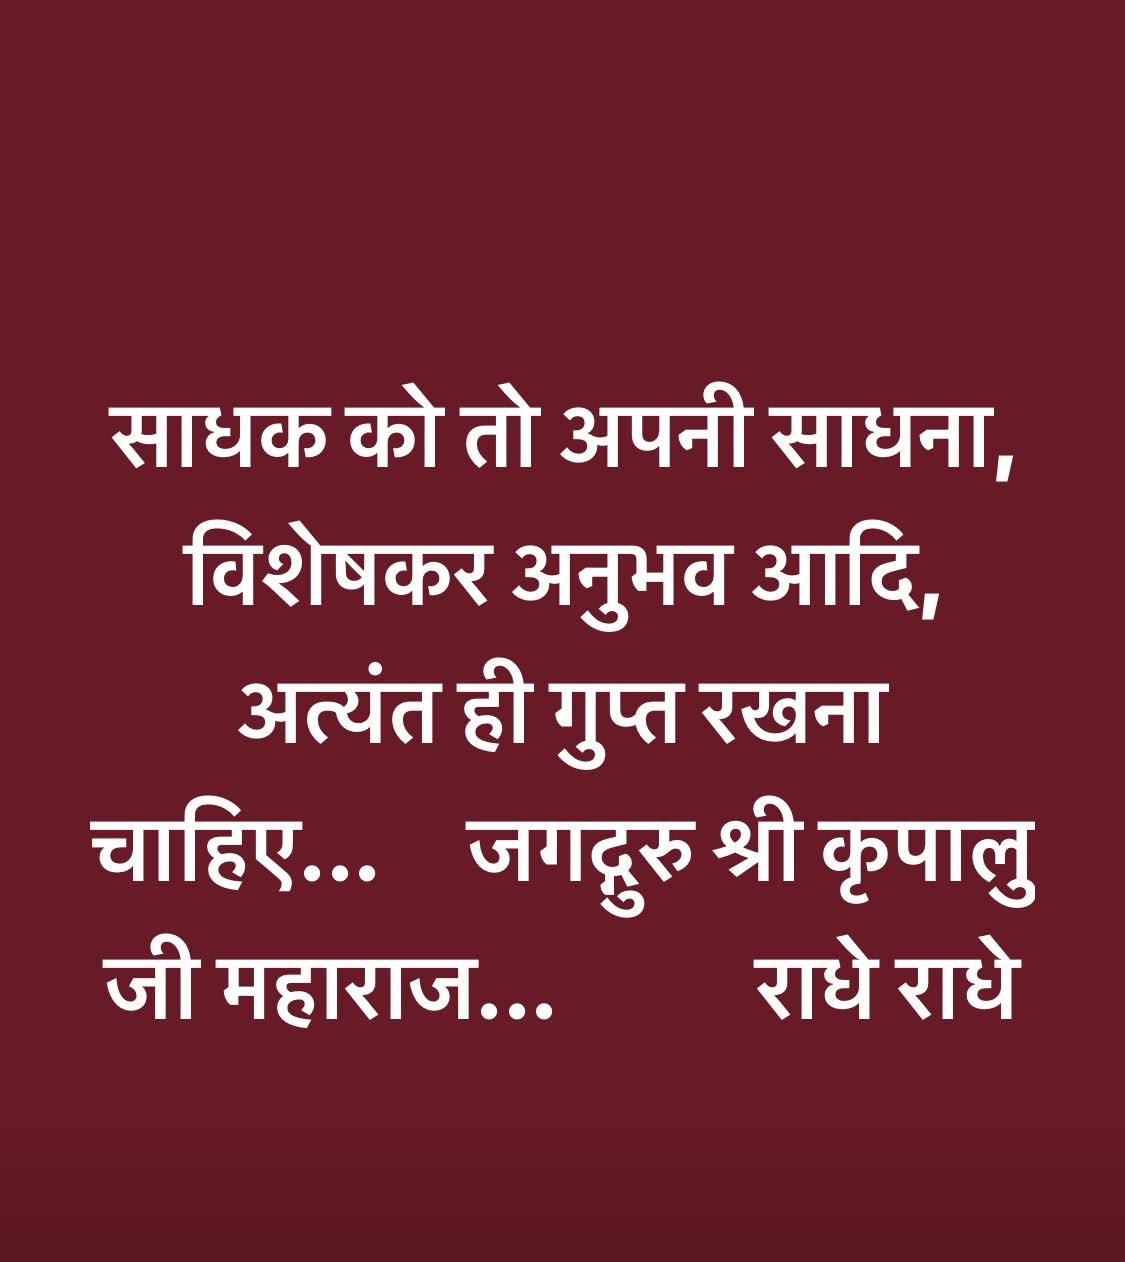 साधक को तो अपनी साधना,
विशेषकर अनुभव आदि,
अत्यंत ही गुप्त रखना
चाहिए... जगद्गुरु श्री कृपालु
जी महाराज... राधे राधे